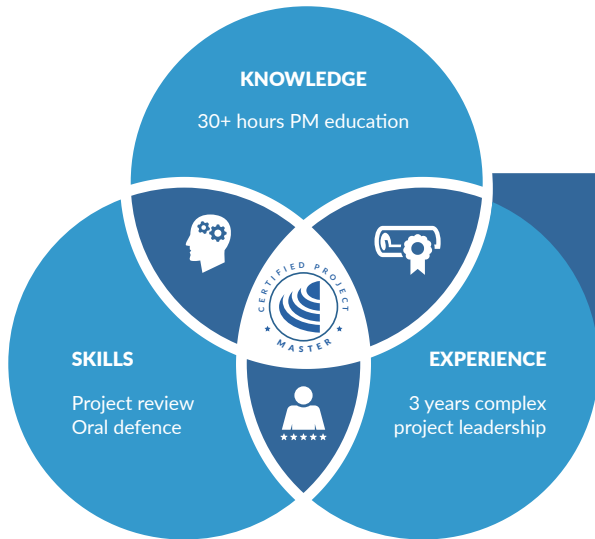 KNOWLEDGE
30+ hours PM education
CERTIFIED PROJECT
MASTER
SKILLS
Project review
Oral defence
EXPERIENCE
3 years complex
project leadership